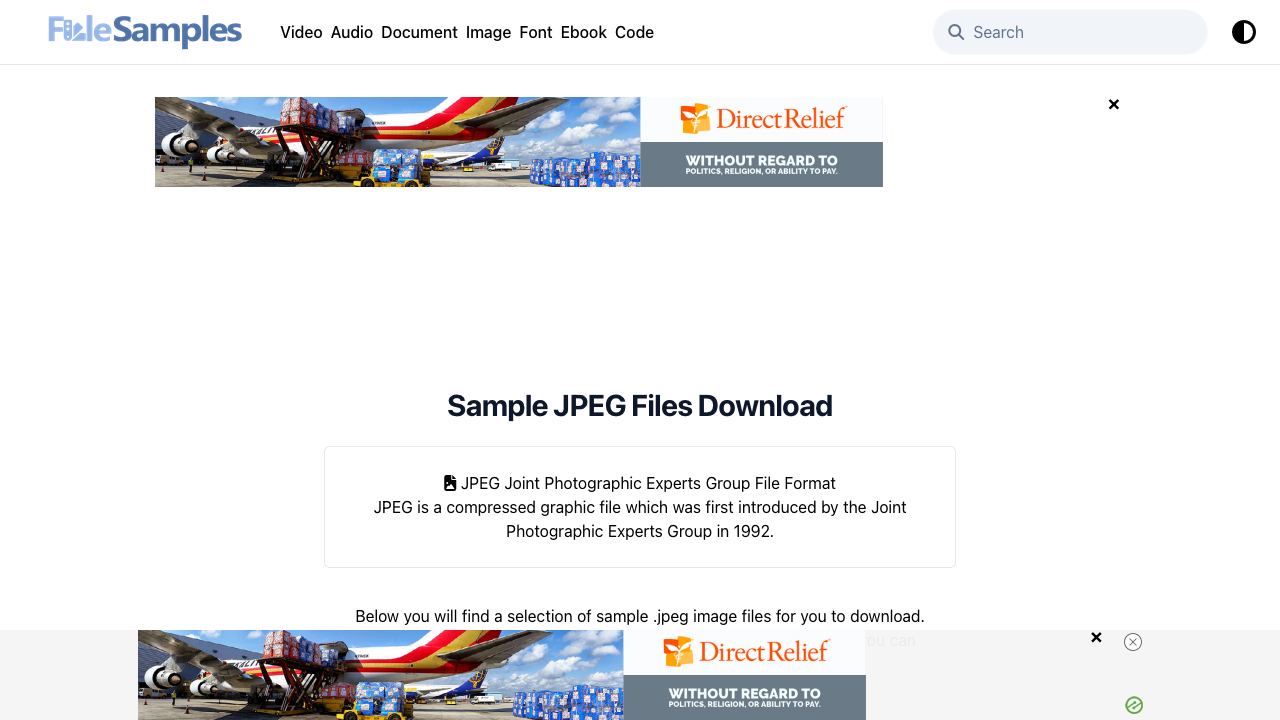 FileSamples
Video Audio Document Image Font Ebook Code
Search
DirectRelief
WITHOUT REGARD TO
POLITICS, RELIGION, OR ABILITY TO PAY.
Sample JPEG Files Download
JPEG Joint Photographic Experts Group File Format
JPEG is a compressed graphic file which was first introduced by the Joint
Photographic Experts Group in 1992.
Below you will find a selection of sample .jpeg image files for you to download.
you can
DirectRelief
WITHOUT REGARD TO
POLITICS, RELIGION, OR ABILITY TO PAY.